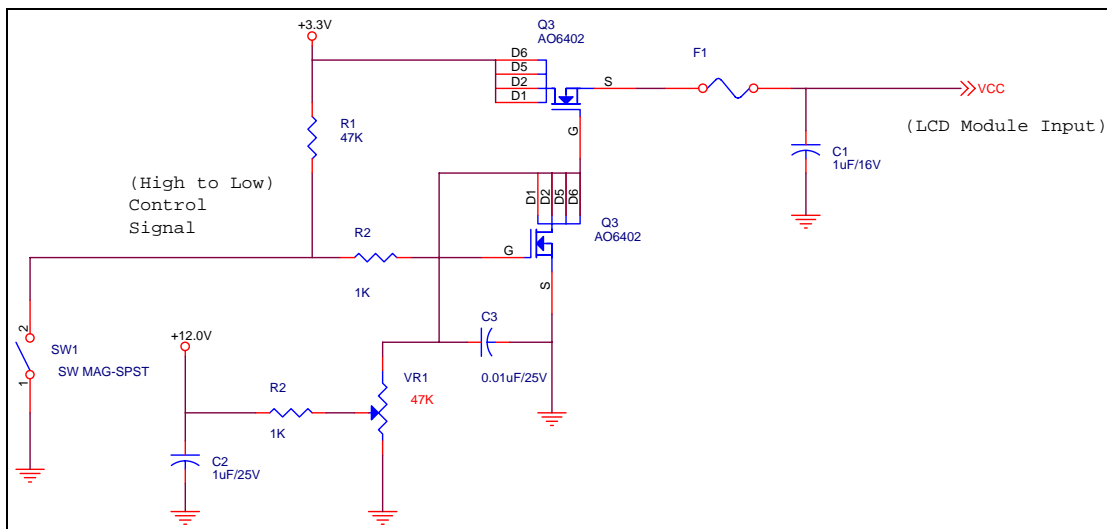 +3.3V
Q3
AO6402
D6
D5
D2
D1
S
G
F1
VCC
(LCD Module Input)
C1
1uF/16V
R1
47K
(High to Low)
Control
Signal
D1
D2
D5
D6
Q3
AO6402
G
S
R2
1K
2
1
SW1
SW MAG-SPST
+12.0V
R2
1K
C2
1uF/25V
VR1
47K
C3
0.01uF/25V